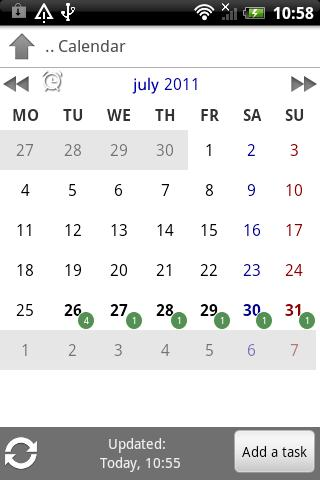 10:58
.. Calendar
july 2011
MO TU WE TH FR SA SU
27 28 29 30 1 2 3
4 5 6 7 8 9 10
11 12 13 14 15 16 17
18 19 20 21 22 23 24
25 26 4 27 1 28 1 29 1 30 1 31 1
1 2 3 4 5 6 7
Updated:
Today, 10:55
Add a task